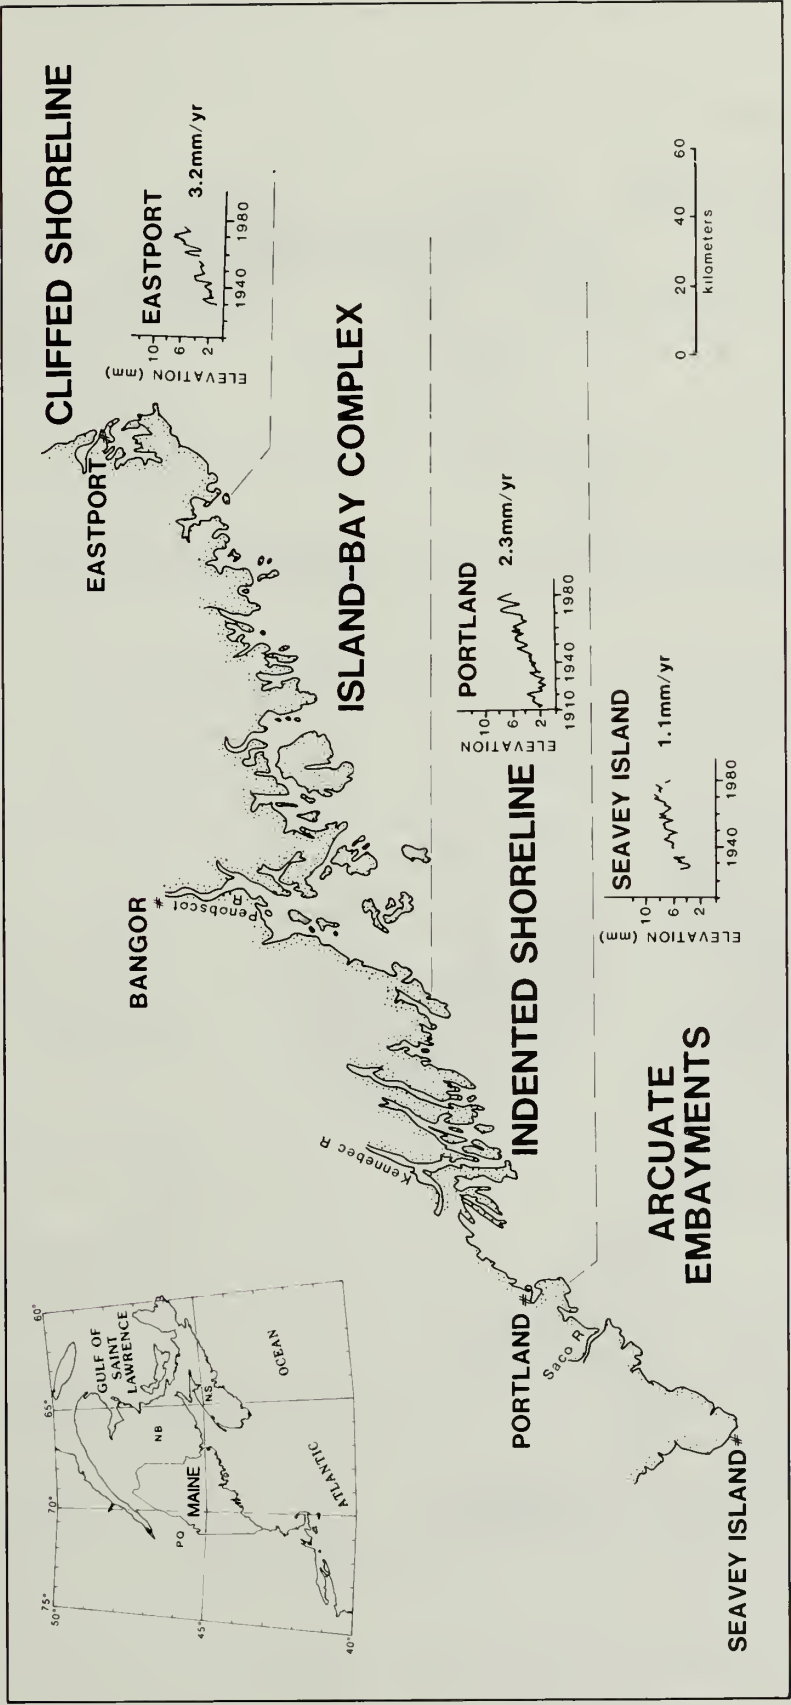 CLIFFED SHORELINE
EASTPORT
EASTPORT
3.2mm/yr
ELEVATION (mm)
10
6
2
1940
1980
ISLAND-BAY COMPLEX
BANGOR
#
Penobscot R
PORTLAND
2.3mm/yr
ELEVATION
10
6
2
1910 1940 1980
INDENTED SHORELINE
Kennebec R
SEAVEY ISLAND
1.1mm/yr
ELEVATION (mm)
10
6
2
1940
1980
ARCUATE
EMBAYMENTS
PORTLAND
#
Saco R
SEAVEY ISLAND
#
0 20 40 60
kilometers
75° 70° 65° 60°
50°
45°
40°
GULF OF
SAINT
LAWRENCE
NB
NS
PQ
MAINE
ATLANTIC
OCEAN